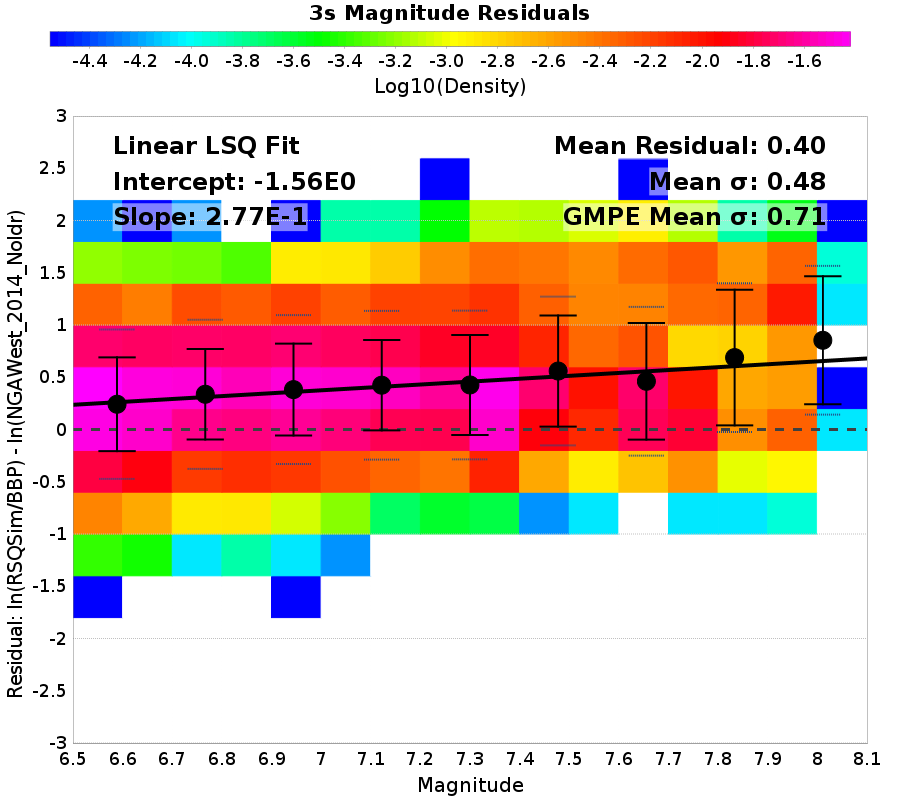 3s Magnitude Residuals
-4.4 -4.2 -4.0 -3.8 -3.6 -3.4 -3.2 -3.0 -2.8 -2.6 -2.4 -2.2 -2.0 -1.8 -1.6
Log10(Density)
Linear LSQ Fit
Intercept: -1.56E0
Slope: 2.77E-1
Mean Residual: 0.40
Mean σ: 0.48
GMPE Mean σ: 0.71
Residual: ln(RSQSim/BBP) - ln(NGAWest_2014_NoIdr)
3
2.5
2
1.5
1
0.5
0
-0.5
-1
-1.5
-2
-2.5
-3
6.5 6.6 6.7 6.8 6.9 7 7.1 7.2 7.3 7.4 7.5 7.6 7.7 7.8 7.9 8 8.1
Magnitude